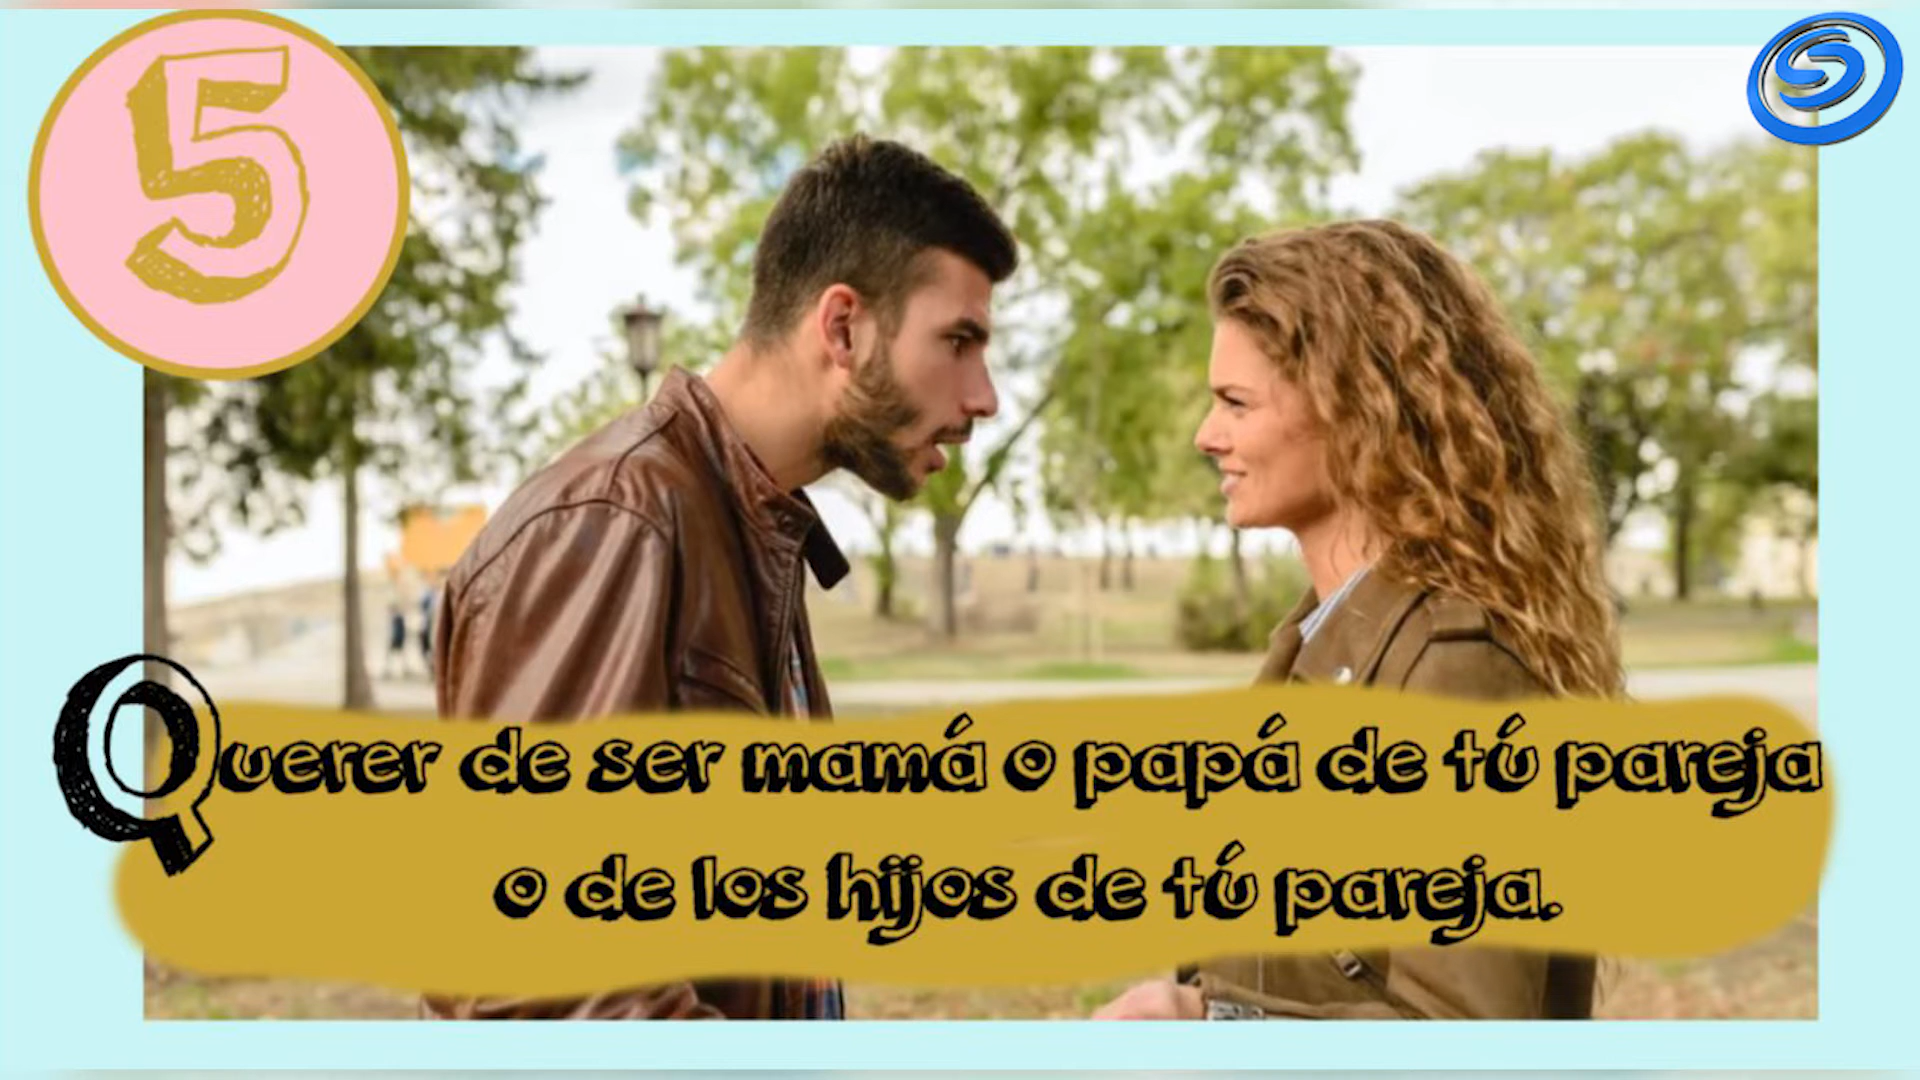 5
Querer de ser mamá o papá de tú pareja
o de los hijos de tú pareja.